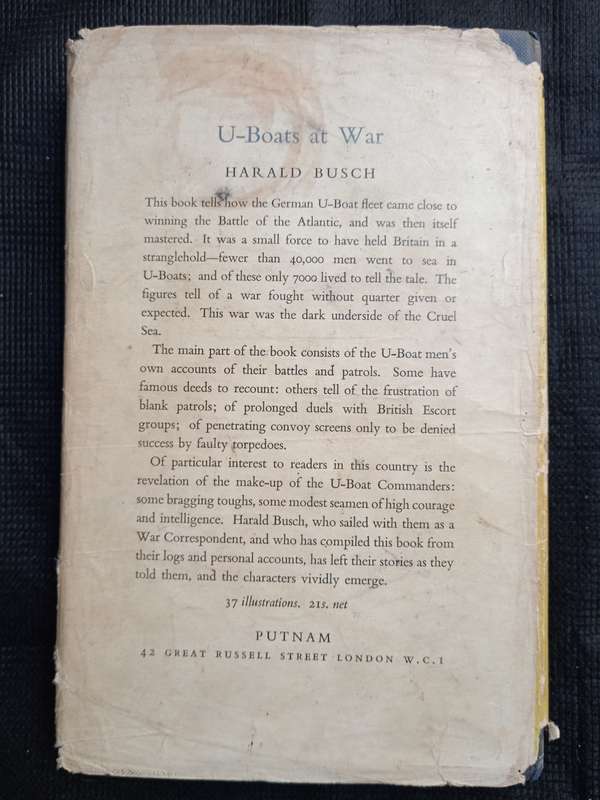 U-Boats at War
HARALD BUSCH
This book tells how the German U-Boat fleet came close to
winning the Battle of the Atlantic, and was then itself
mastered. It was a small force to have held Britain in a
stranglehold—fewer than 40,000 men went to sea in
U-Boats; and of these only 7000 lived to tell the tale. The
figures tell of a war fought without quarter given or
expected. This war was the dark underside of the Cruel
Sea.
The main part of the book consists of the U-Boat men's
own accounts of their battles and patrols. Some have
famous deeds to recount: others tell of the frustration of
blank patrols; of prolonged duels with British Escort
groups; of penetrating convoy screens only to be denied
success by faulty torpedoes.
Of particular interest to readers in this country is the
revelation of the make-up of the U-Boat Commanders:
some bragging toughs, some modest seamen of high courage
and intelligence. Harald Busch, who sailed with them as a
War Correspondent, and who has compiled this book from
their logs and personal accounts, has left their stories as they
told them, and the characters vividly emerge.
37 illustrations. 21s. net
PUTNAM
42 GREAT RUSSELL STREET LONDON W.C.1